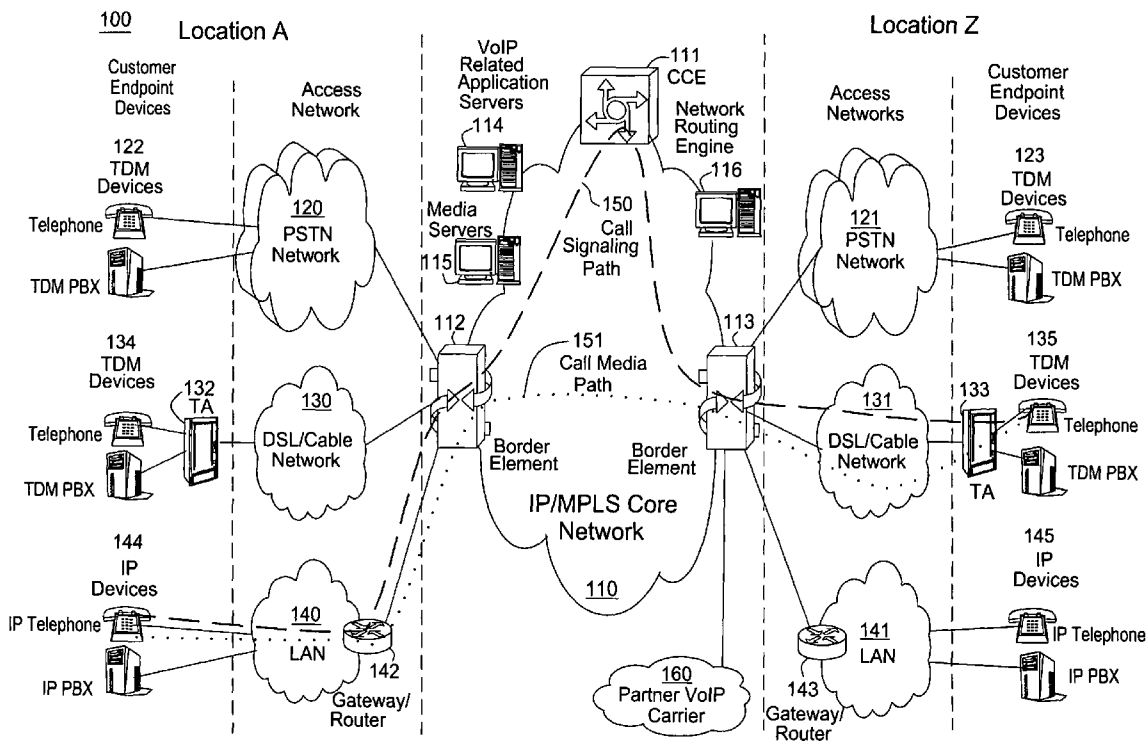 100
Location A
Location Z
Customer
Endpoint
Devices
Access
Network
VoIP
Related
Application
Servers
114
111
CCE
Network
Routing
Engine
116
Access
Networks
Customer
Endpoint
Devices
122
TDM
Devices
Telephone
TDM PBX
120
PSTN
Network
Media
Servers
115
150
Call
Signaling
Path
121
PSTN
Network
123
TDM
Devices
Telephone
TDM PBX
112
151
Call Media
Path
113
134
TDM
Devices
132
TA
Telephone
TDM PBX
130
DSL/Cable
Network
Border
Element
Border
Element
131
DSL/Cable
Network
133
TA
135
TDM
Devices
Telephone
TDM PBX
IP/MPLS Core
Network
110
144
IP
Devices
IP Telephone
IP PBX
140
LAN
142
Gateway/
Router
160
Partner VoIP
Carrier
143
Gateway/
Router
141
LAN
145
IP
Devices
IP Telephone
IP PBX